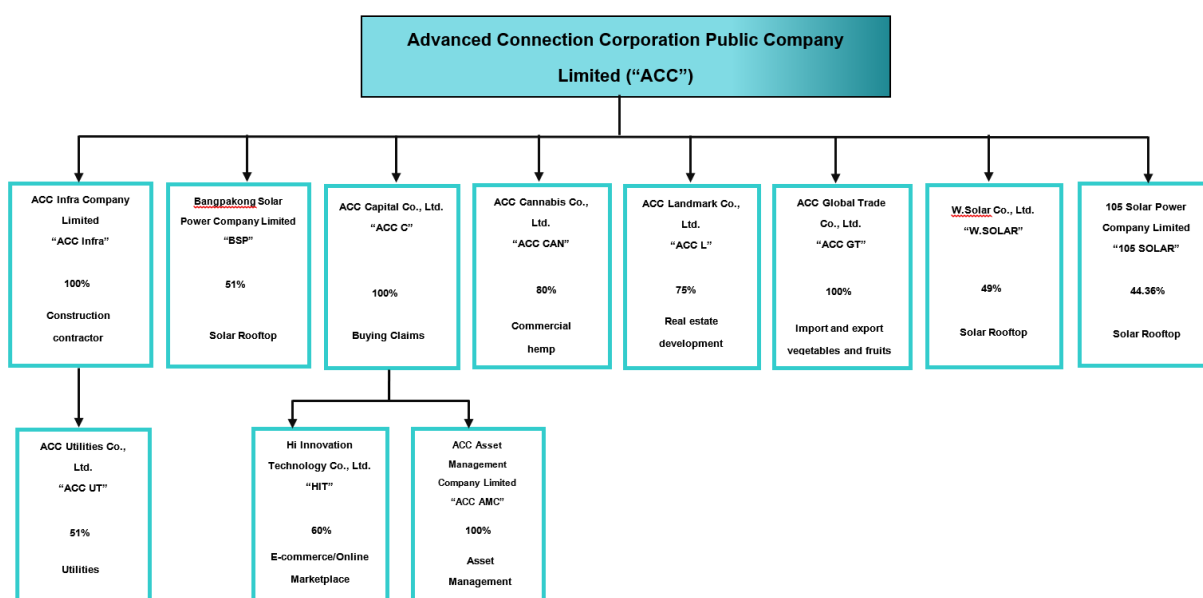 Advanced Connection Corporation Public Company
Limited (“ACC”)
ACC Infra Company
Limited
“ACC Infra”
100%
Construction
contractor
Bangpakong Solar
Power Company Limited
“BSP”
51%
Solar Rooftop
ACC Capital Co., Ltd.
“ACC C”
100%
Buying Claims
ACC Cannabis Co.,
Ltd.
“ACC CAN”
80%
Commercial
hemp
ACC Landmark Co.,
Ltd.
“ACC L”
75%
Real estate
development
ACC Global Trade
Co., Ltd.
“ACC GT”
100%
Import and export
vegetables and fruits
W.Solar Co., Ltd.
“W.SOLAR”
49%
Solar Rooftop
105 Solar Power
Company Limited
“105 SOLAR”
44.36%
Solar Rooftop
ACC Utilities Co.,
Ltd.
“ACC UT”
51%
Utilities
Hi Innovation
Technology Co., Ltd.
“HIT”
60%
E-commerce/Online
Marketplace
ACC Asset
Management
Company Limited
“ACC AMC”
100%
Asset
Management